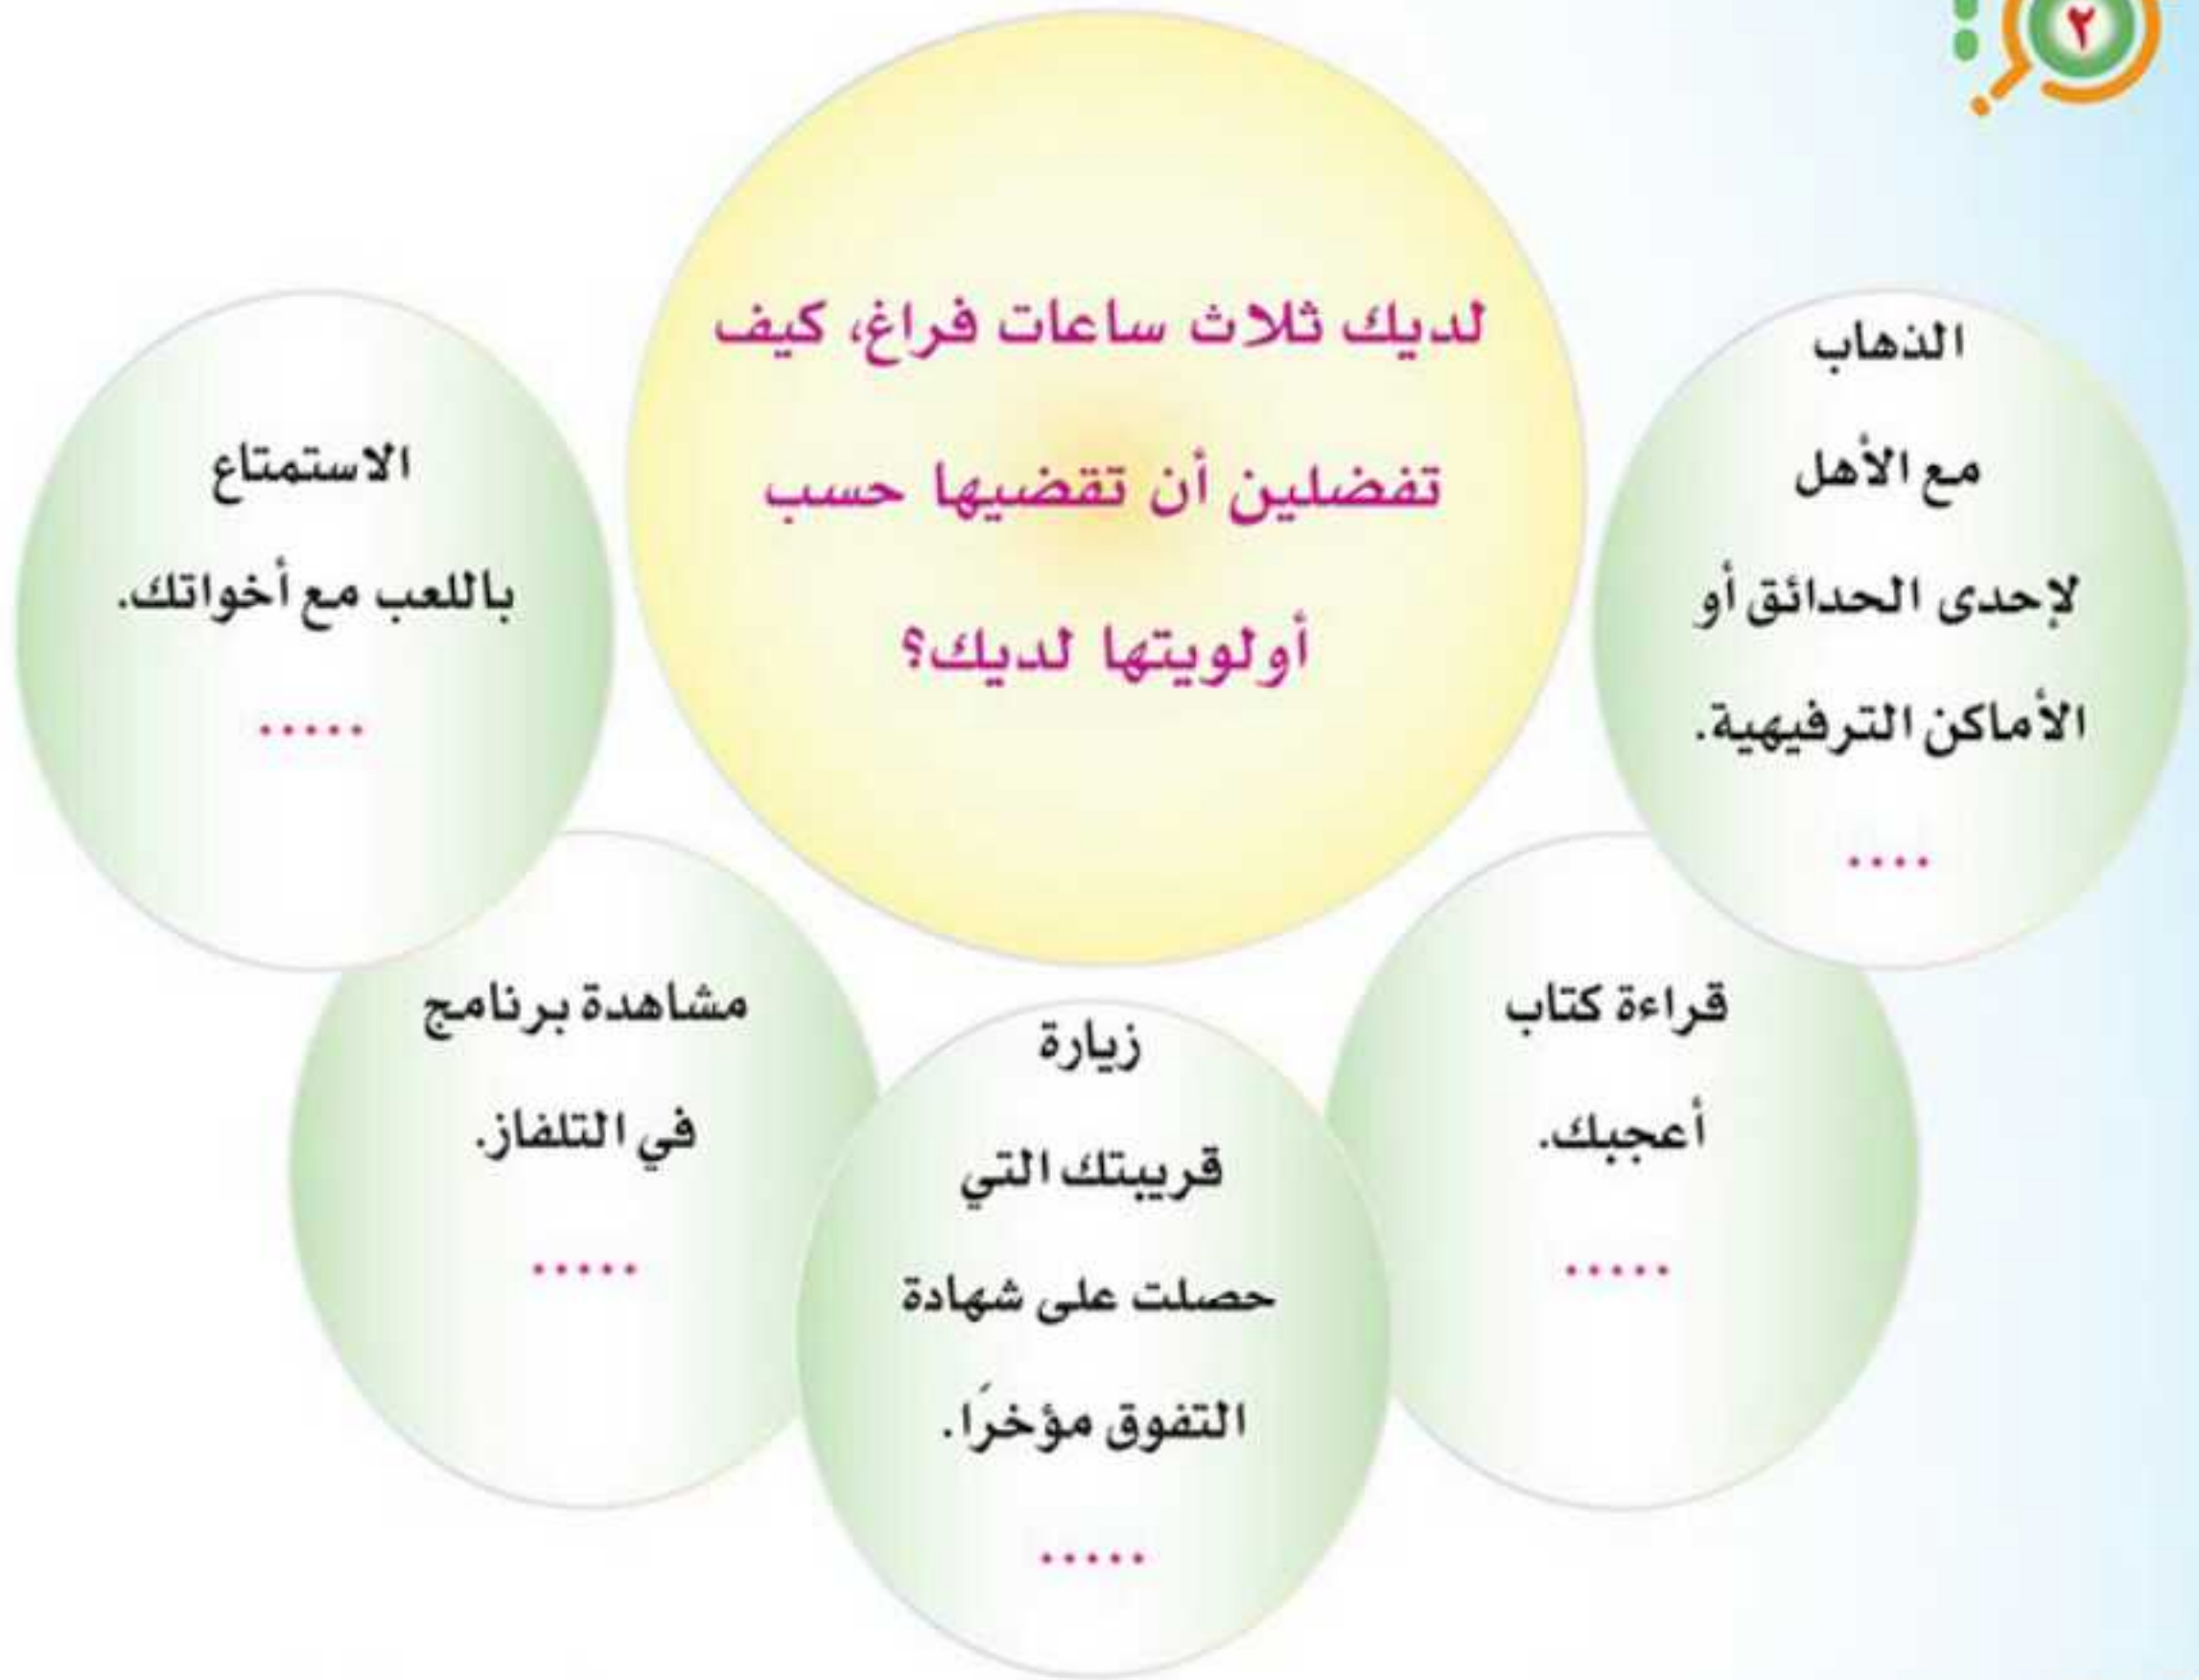 ٢
لديك ثلاث ساعات فراغ، كيف
تفضلين أن تقضيها حسب
أولويتها لديك؟
الذهاب
مع الأهل
لإحدى الحدائق أو
الأماكن الترفيهية.
....
قراءة كتاب
أعجبك.
.....
زيارة
قريبتك التي
حصلت على شهادة
التفوق مؤخرَا.
.....
مشاهدة برنامج
في التلفاز.
.....
الاستمتاع
باللعب مع أخواتك.
.....